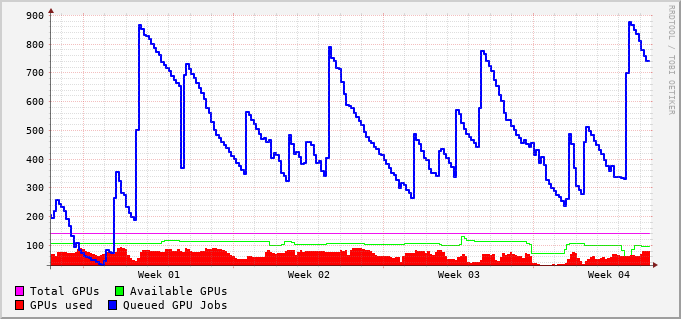 900
800
700
600
500
400
300
200
100
Week 01 Week 02 Week 03 Week 04
Total GPUs Available GPUs
GPUs used Queued GPU Jobs
RRDTOOL / TOBI OETIKER